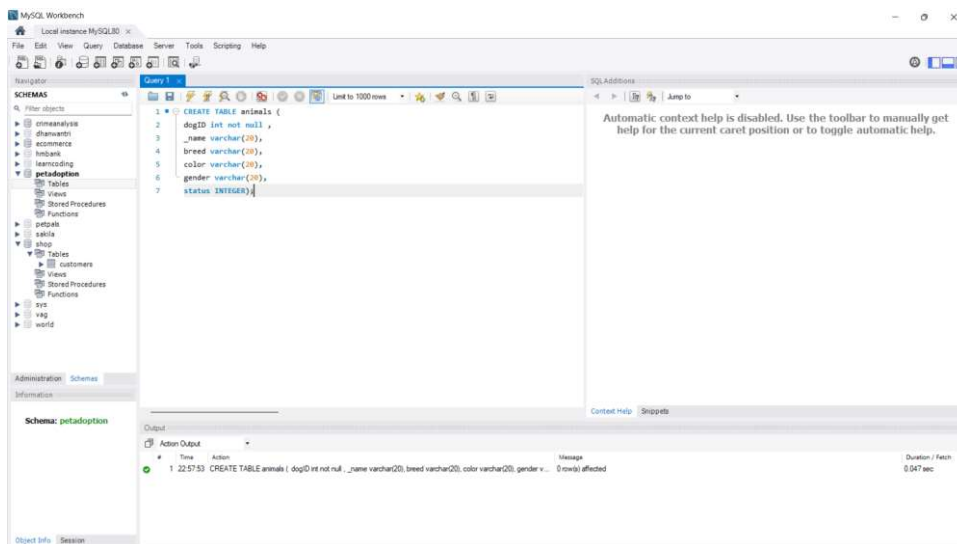 MySQL Workbench
Local instance MySQL80 ×
File Edit View Query Database Server Tools Scripting Help
Navigator
SCHEMAS
Filter objects
crimeanalysis
dhanwantri
ecommerce
hmbank
learncoding
petadoption
Tables
Views
Stored Procedures
Functions
petpals
sakila
shop
Tables
customers
Views
Stored Procedures
Functions
sys
vag
world
Administration Schemas
Information
Schema: petadoption
Object Info Session
Query 1 ×
Limit to 1000 rows
1 CREATE TABLE animals (
2 dogID int not null ,
3 _name varchar(20),
4 breed varchar(20),
5 color varchar(20),
6 gender varchar(20),
7 status INTEGER);
SQLAdditions
Jump to
Automatic context help is disabled. Use the toolbar to manually get
help for the current caret position or to toggle automatic help.
Context Help Snippets
Output
Action Output
# Time Action Message Duration / Fetch
1 22:57:53 CREATE TABLE animals ( dogID int not null , _name varchar(20), breed varchar(20), color varchar(20), gender v... 0 row(s) affected 0.047 sec